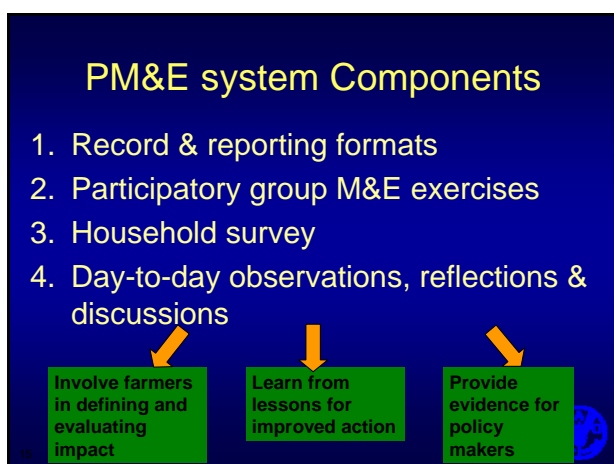 PM&E system Components
1. Record & reporting formats
2. Participatory group M&E exercises
3. Household survey
4. Day-to-day observations, reflections &
discussions
Involve farmers
in defining and
evaluating
impact
Learn from
lessons for
improved action
Provide
evidence for
policy
makers